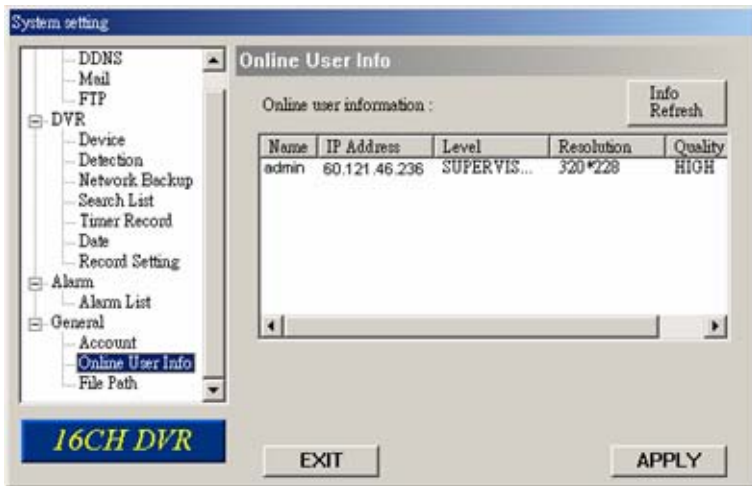 System setting
DDNS
Mail
FTP
DVR
Device
Detection
Network Backup
Search List
Timer Record
Date
Record Setting
Alarm
Alarm List
General
Account
Online User Info
File Path
16CH DVR
Online User Info
Online user information :
Info
Refresh
Name IP Address Level Resolution Quality
admin 60.121.46.236 SUPERVIS... 320*228 HIGH
EXIT
APPLY